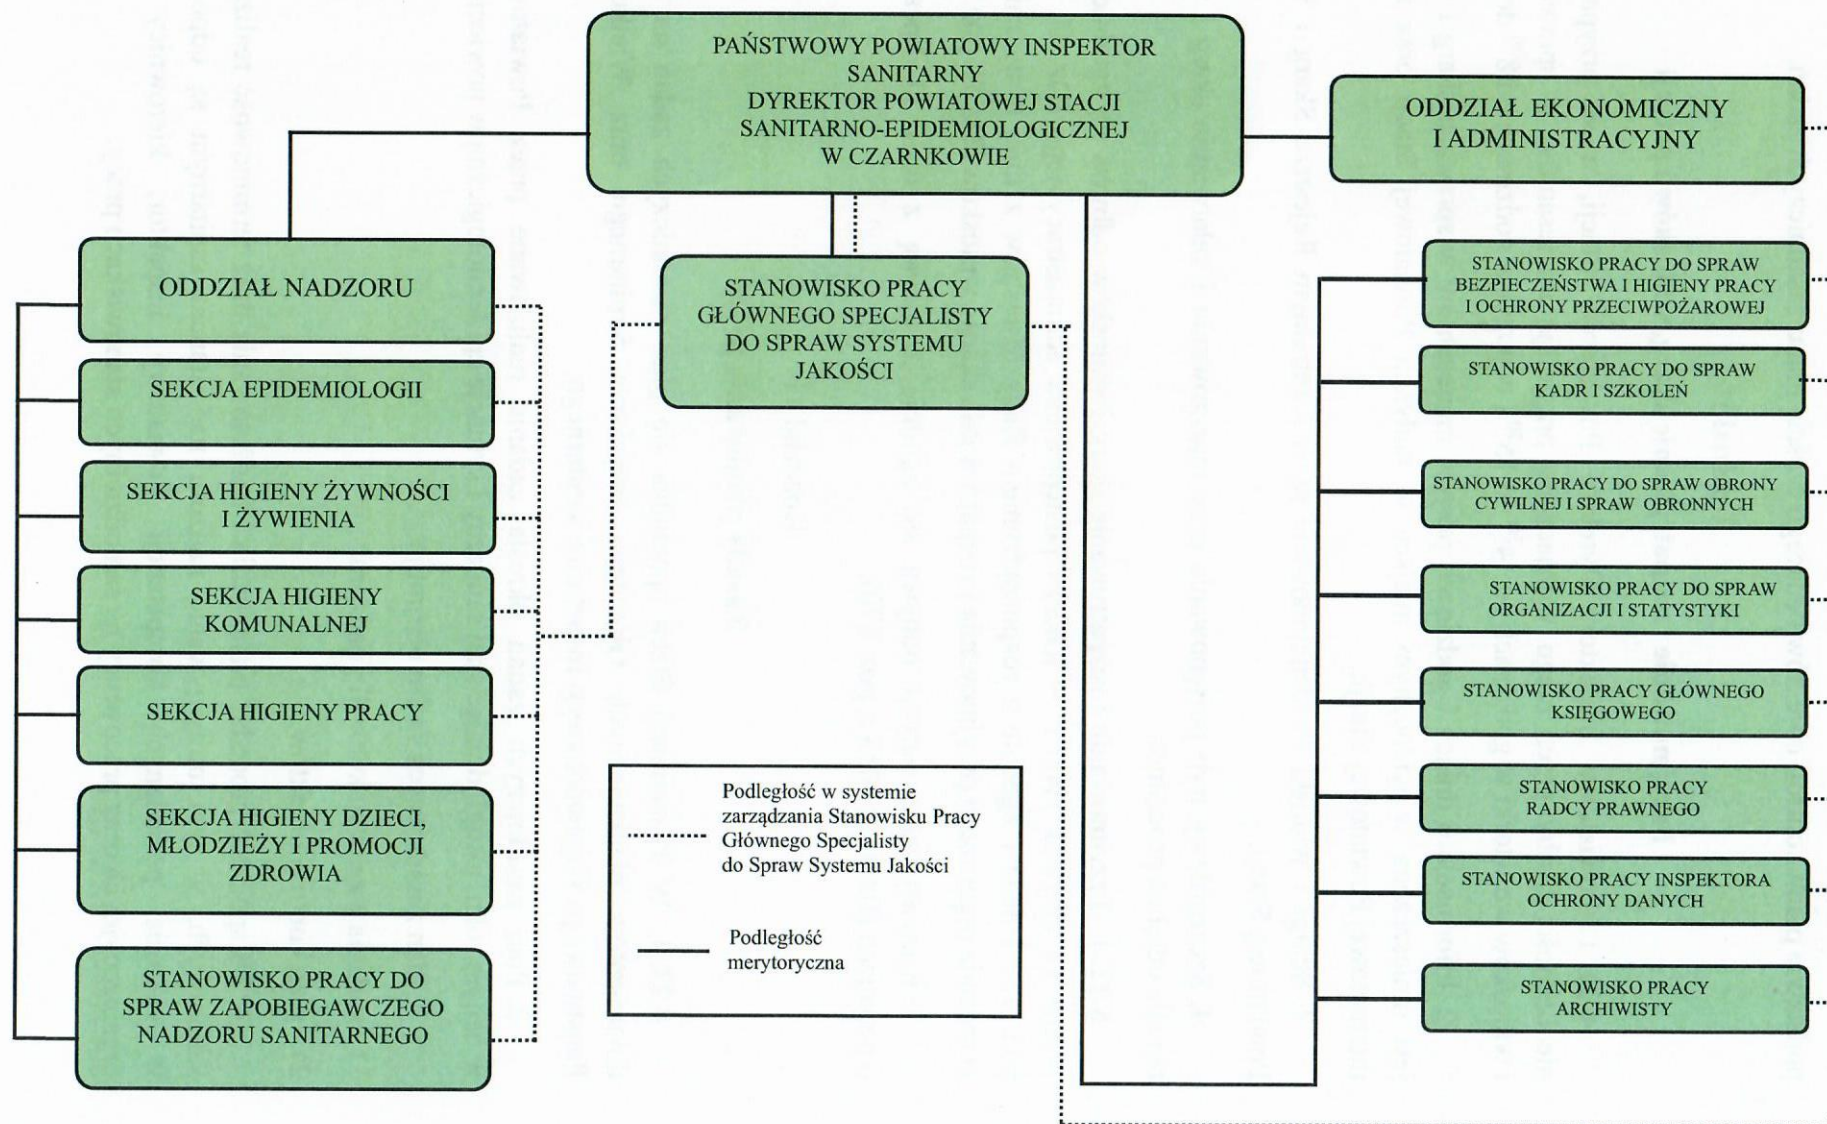 PAŃSTWOWY POWIATOWY INSPEKTOR
SANITARNY
DYREKTOR POWIATOWEJ STACJI
SANITARNO-EPIDEMIOLOGICZNEJ
W CZARNKOWIE
ODDZIAŁ EKONOMICZNY
I ADMINISTRACYJNY
ODDZIAŁ NADZORU
SEKCJA EPIDEMIOLOGII
SEKCJA HIGIENY ŻYWNOŚCI
I ŻYWIENIA
SEKCJA HIGIENY
KOMUNALNEJ
SEKCJA HIGIENY PRACY
SEKCJA HIGIENY DZIECI,
MŁODZIEŻY I PROMOCJI
ZDROWIA
STANOWISKO PRACY DO
SPRAW ZAPOBIEGAWCZEGO
NADZORU SANITARNEGO
STANOWISKO PRACY
GŁÓWNEGO SPECJALISTY
DO SPRAW SYSTEMU
JAKOŚCI
Podległość w systemie
zarządzania Stanowisku Pracy
Głównego Specjalisty
do Spraw Systemu Jakości
Podległość
merytoryczna
STANOWISKO PRACY DO SPRAW
BEZPIECZEŃSTWA I HIGIENY PRACY
I OCHRONY PRZECIWPOŻAROWEJ
STANOWISKO PRACY DO SPRAW
KADR I SZKOLEŃ
STANOWISKO PRACY DO SPRAW OBRONY
CYWILNEJ I SPRAW OBRONNYCH
STANOWISKO PRACY DO SPRAW
ORGANIZACJI I STATYSTYKI
STANOWISKO PRACY GŁÓWNEGO
KSIĘGOWEGO
STANOWISKO PRACY
RADCY PRAWNEGO
STANOWISKO PRACY INSPEKTORA
OCHRONY DANYCH
STANOWISKO PRACY
ARCHIWISTY